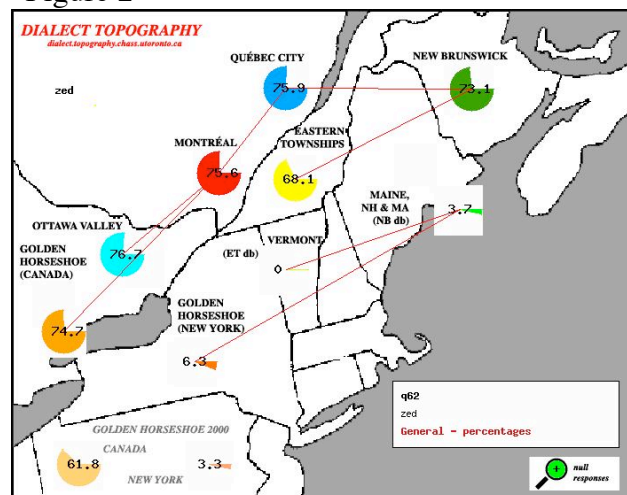 Figure 2
DIALECT TOPOGRAPHY
dialect.topography.chass.utoronto.ca
zed
QUÉBEC CITY
75.9
NEW BRUNSWICK
73.1
MONTRÉAL
75.6
EASTERN
TOWNSHIPS
68.1
MAINE,
NH & MA
(NB db)
3.7
OTTAWA VALLEY
76.7
(ET db)
VERMONT
0
GOLDEN
HORSESHOE
(CANADA)
74.7
GOLDEN
HORSESHOE
(NEW YORK)
6.3
q62
zed
General - percentages
GOLDEN HORSESHOE 2000
CANADA
61.8
NEW YORK
3.3
null
responses